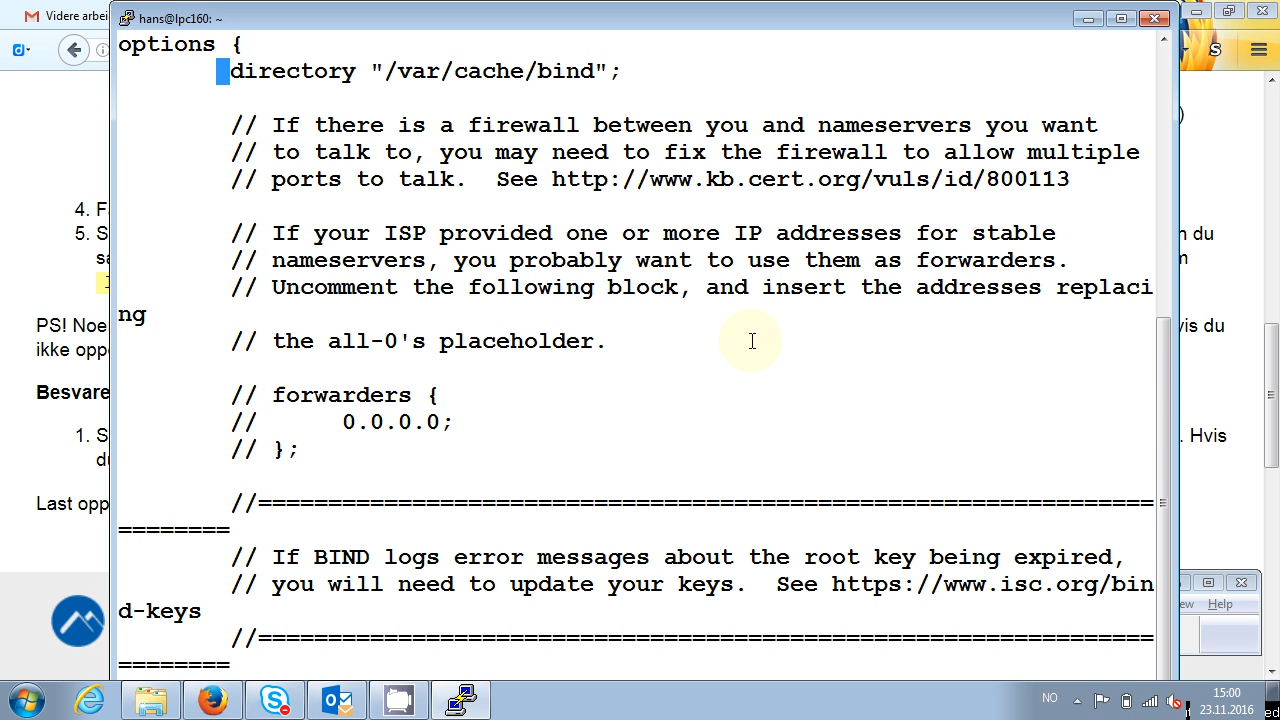 Videre arbei
hans@lpc160: ~
options {
directory "/var/cache/bind";
// If there is a firewall between you and nameservers you want
// to talk to, you may need to fix the firewall to allow multiple
// ports to talk.  See http://www.kb.cert.org/vuls/id/800113
// If your ISP provided one or more IP addresses for stable
// nameservers, you probably want to use them as forwarders.
// Uncomment the following block, and insert the addresses replaci
ng
// the all-0's placeholder.
// forwarders {
//      0.0.0.0;
// };
//================================================================
========
// If BIND logs error messages about the root key being expired,
// you will need to update your keys.  See https://www.isc.org/bin
d-keys
//================================================================
========
4. F
5. S
n du
m
PS! Noe
vis du
ikke opp
Besvare
1. S
. Hvis
d
Last opp
ew Help
NO
15:00
23.11.2016
ed